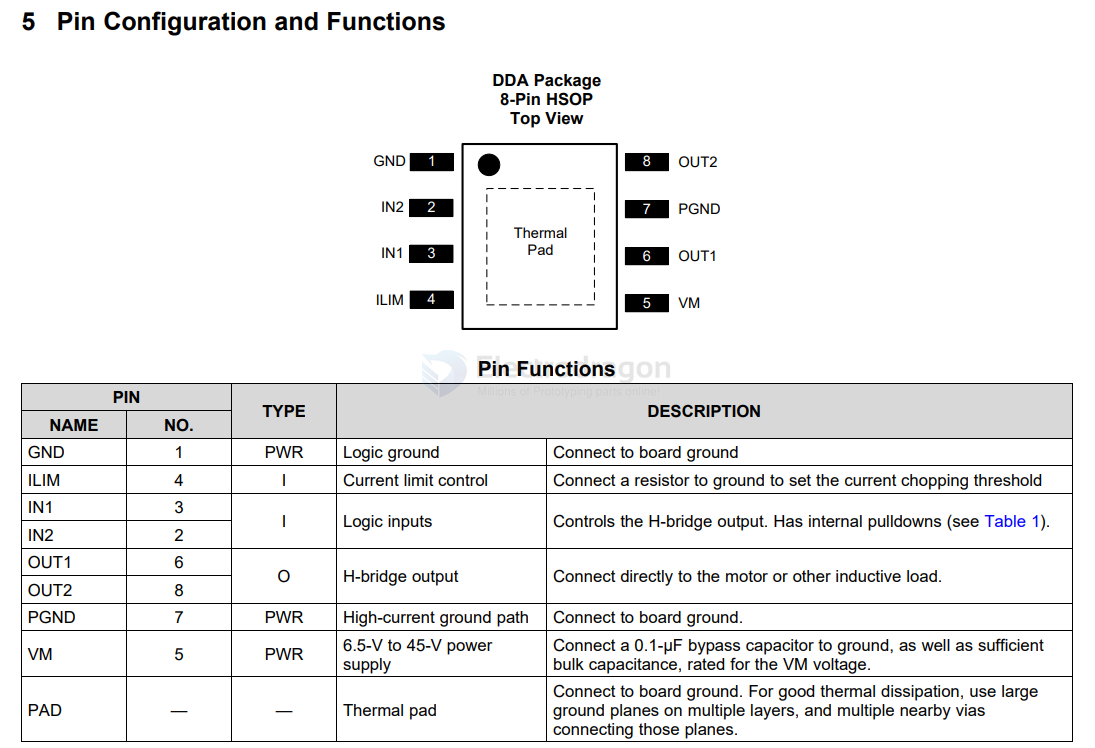 5 Pin Configuration and Functions
DDA Package
8-Pin HSOP
Top View
GND 1
8 OUT2
IN2 2
7 PGND
IN1 3
6 OUT1
ILIM 4
5 VM
Thermal
Pad
Electrodragon
Pin Functions
Millions of Prototyping parts online!
PIN TYPE DESCRIPTION
NAME NO.
GND 1 PWR Logic ground Connect to board ground
ILIM 4 I Current limit control Connect a resistor to ground to set the current chopping threshold
IN1 3 I Logic inputs Controls the H-bridge output. Has internal pulldowns (see Table 1).
IN2 2
OUT1 6 O H-bridge output Connect directly to the motor or other inductive load.
OUT2 8
PGND 7 PWR High-current ground path Connect to board ground.
VM 5 PWR 6.5-V to 45-V power
supply
Connect a 0.1-µF bypass capacitor to ground, as well as sufficient
bulk capacitance, rated for the VM voltage.
PAD — — Thermal pad
Connect to board ground. For good thermal dissipation, use large
ground planes on multiple layers, and multiple nearby vias
connecting those planes.